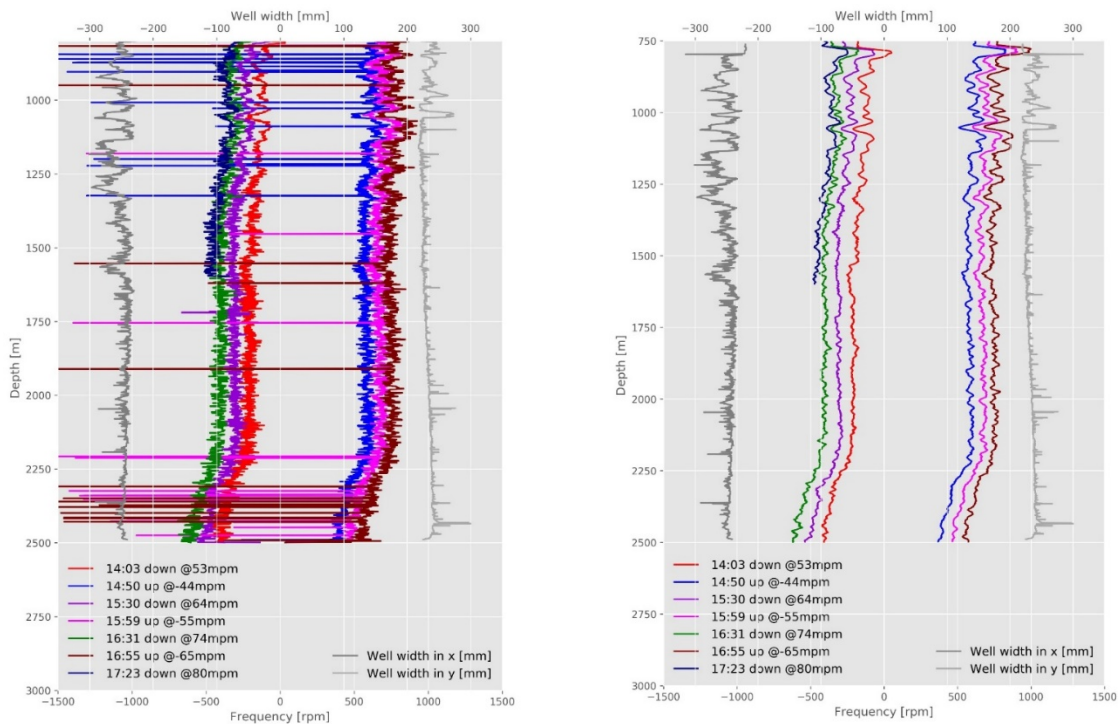 Well width [mm]
−300 −200 −100 0 100 200 300
1000
1250
1500
1750
2000
2250
2500
2750
3000
Depth [m]
14:03 down @53mpm
14:50 up @-44mpm
15:30 down @64mpm
15:59 up @-55mpm
16:31 down @74mpm
16:55 up @-65mpm
17:23 down @80mpm
Well width in x [mm]
Well width in y [mm]
−1500 −1000 −500 0 500 1000 1500
Frequency [rpm]
Well width [mm]
−300 −200 −100 0 100 200 300
750
1000
1250
1500
1750
2000
2250
2500
2750
3000
Depth [m]
14:03 down @53mpm
14:50 up @-44mpm
15:30 down @64mpm
15:59 up @-55mpm
16:31 down @74mpm
16:55 up @-65mpm
17:23 down @80mpm
Well width in x [mm]
Well width in y [mm]
−1500 −1000 −500 0 500 1000 1500
Frequency [rpm]